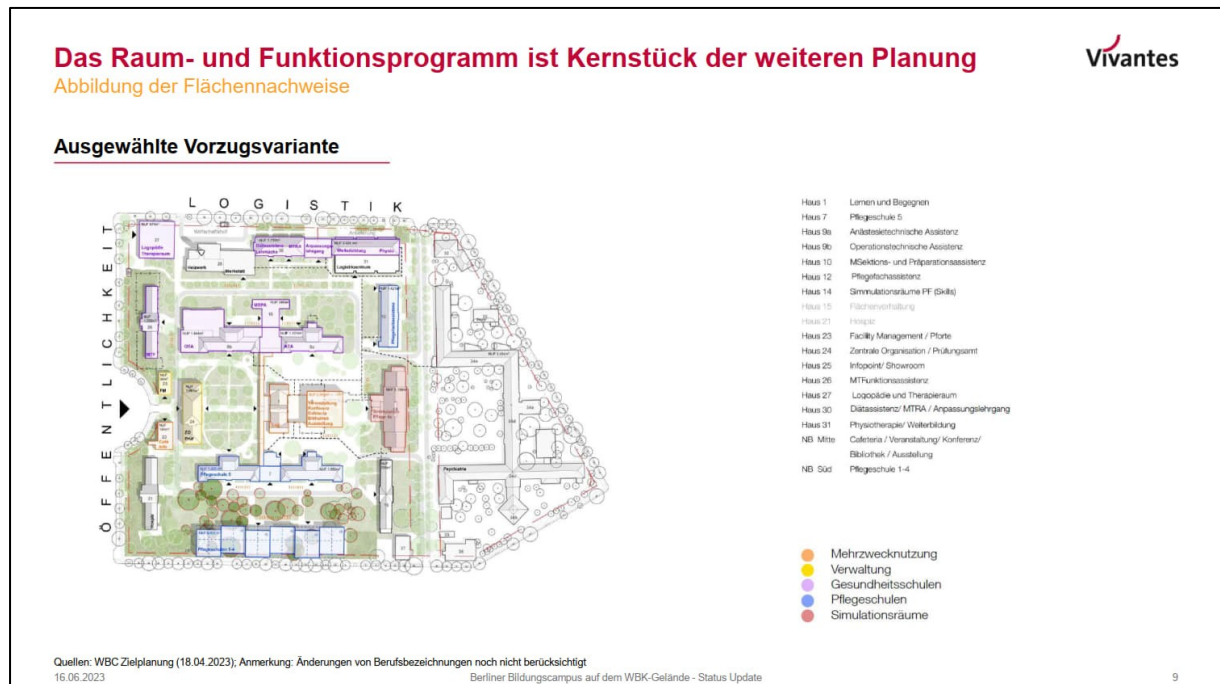 Das Raum- und Funktionsprogramm ist Kernstück der weiteren Planung
Abbildung der Flächennachweise
Vivantes
Ausgewählte Vorzugsvariante
LOGISTIK
ÖFFENTLICHKEIT
Psychiatrie
Haus 1 Lernen und Begegnen
Haus 7 Pflegeschule 5
Haus 9a Anästesietechnische Assistenz
Haus 9b Operationstechnische Assistenz
Haus 10 MSektions- und Präparationsassistenz
Haus 12 Pflegefachassistenz
Haus 14 Simmulationsräume PF (Skills)
Haus 15 Flächenvorhaltung
Haus 21 Hospiz
Haus 23 Facility Management / Pforte
Haus 24 Zentrale Organisation / Prüfungsamt
Haus 25 Infopoint/ Showroom
Haus 26 MTFunktionsassistenz
Haus 27 Logopädie und Therapieraum
Haus 30 Diätassistenz/ MTRA / Anpassungslehrgang
Haus 31 Physiotherapie/ Weiterbildung
NB Mitte Cafeteria / Veranstaltung/ Konferenz/
Bibliothek / Ausstellung
NB Süd Pflegeschule 1-4
Mehrzwecknutzung
Verwaltung
Gesundheitsschulen
Pflegeschulen
Simulationsräume
Quellen: WBC Zielplanung (18.04.2023); Anmerkung: Änderungen von Berufsbezeichnungen noch nicht berücksichtigt
16.06.2023
Berliner Bildungscampus auf dem WBK-Gelände - Status Update
9